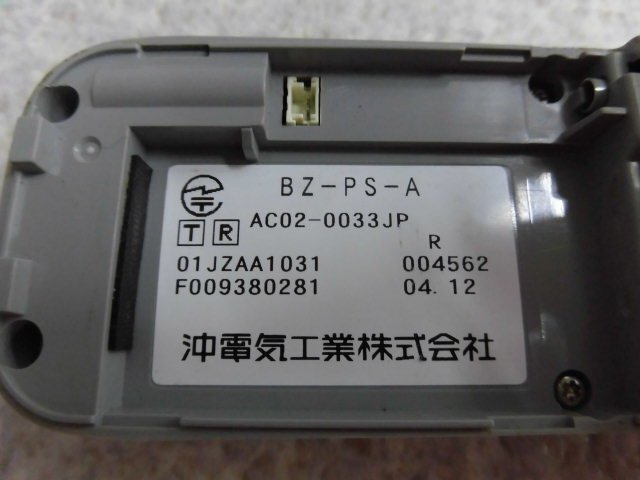 BZ-PS-A
T R AC02-0033JP
R
01JZAA1031 004562
F009380281 04.12
沖電気工業株式会社